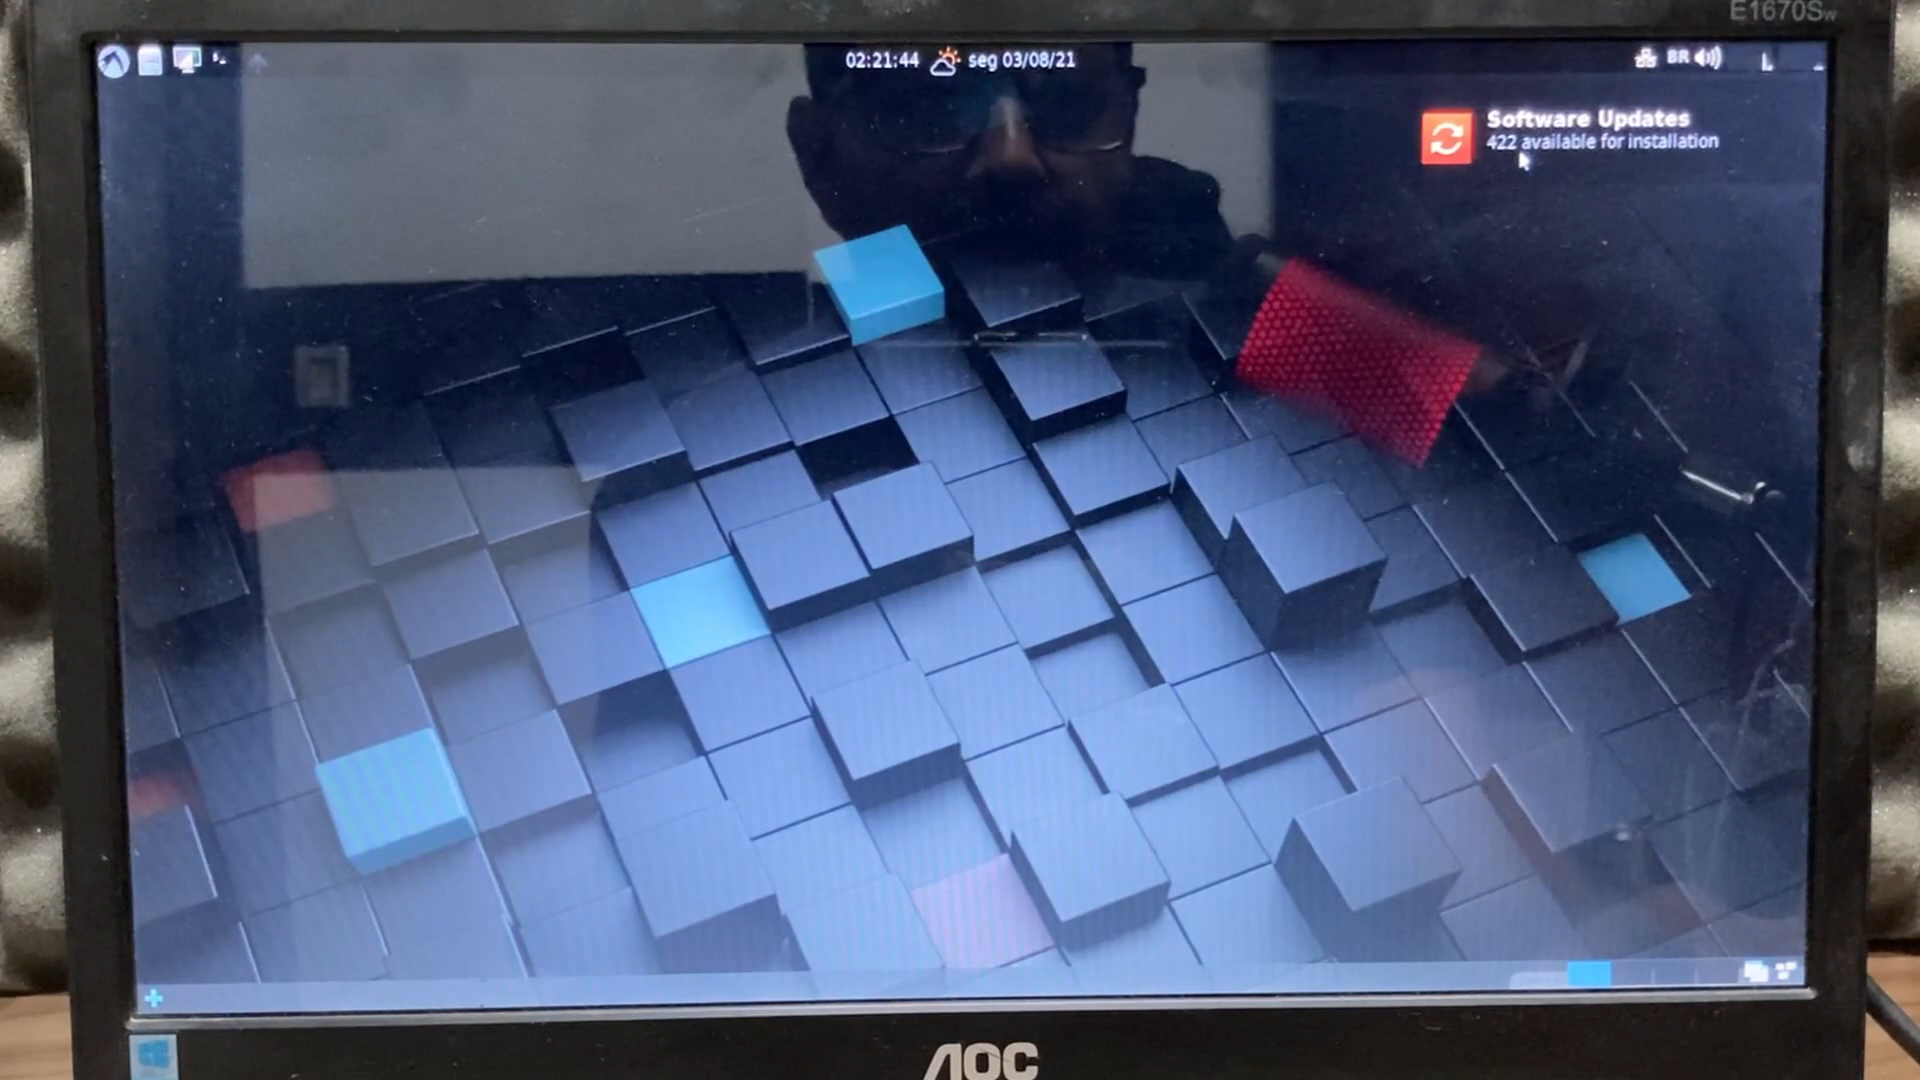 E1670Sw
02:21:44 seg 03/08/21
BR
Software Updates
422 available for installation
AOC